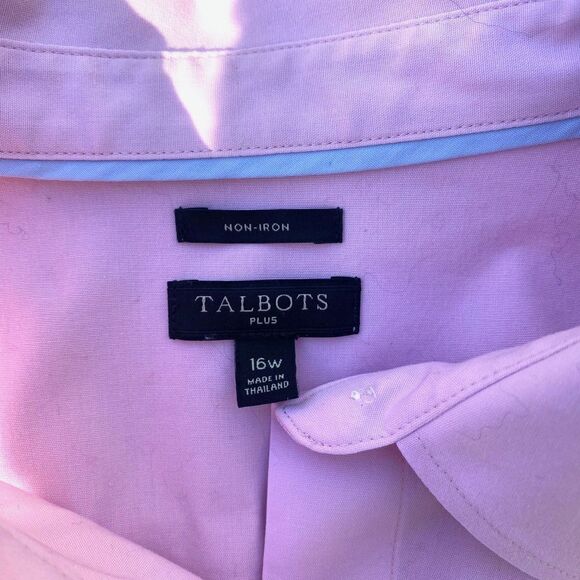 NON-IRON
TALBOTS
PLUS
16W
MADE IN
THAILAND